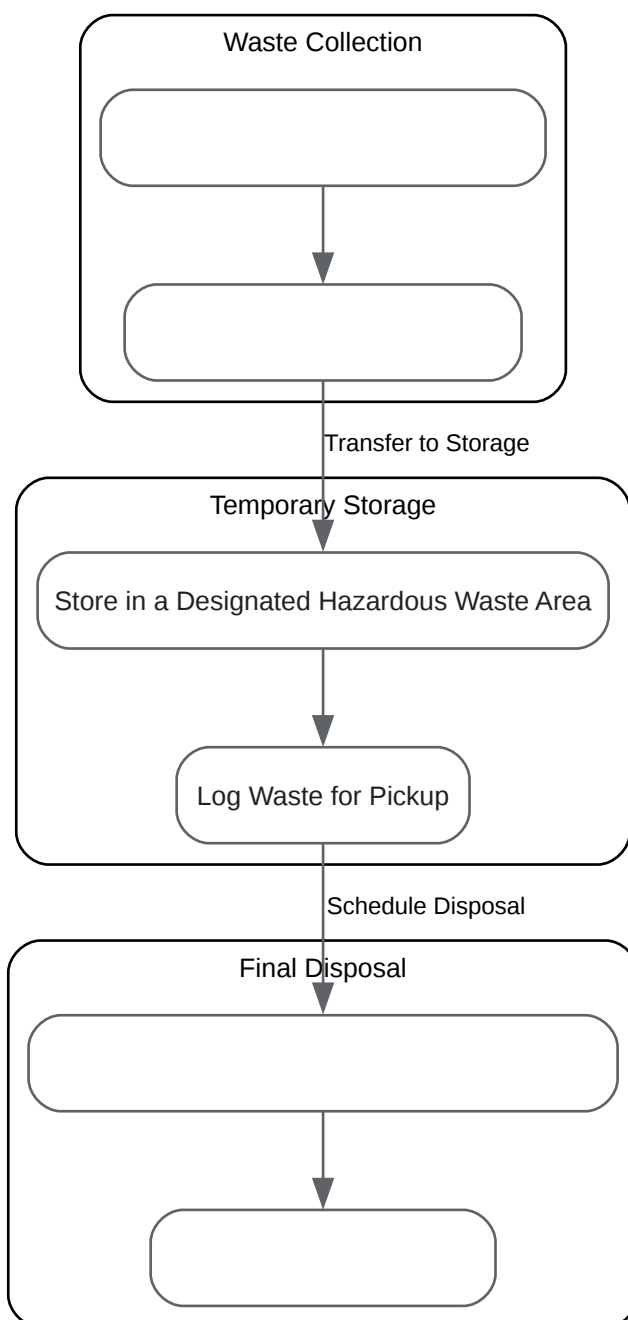 Waste Collection
Transfer to Storage
Temporary Storage
Store in a Designated Hazardous Waste Area
Log Waste for Pickup
Schedule Disposal
Final Disposal